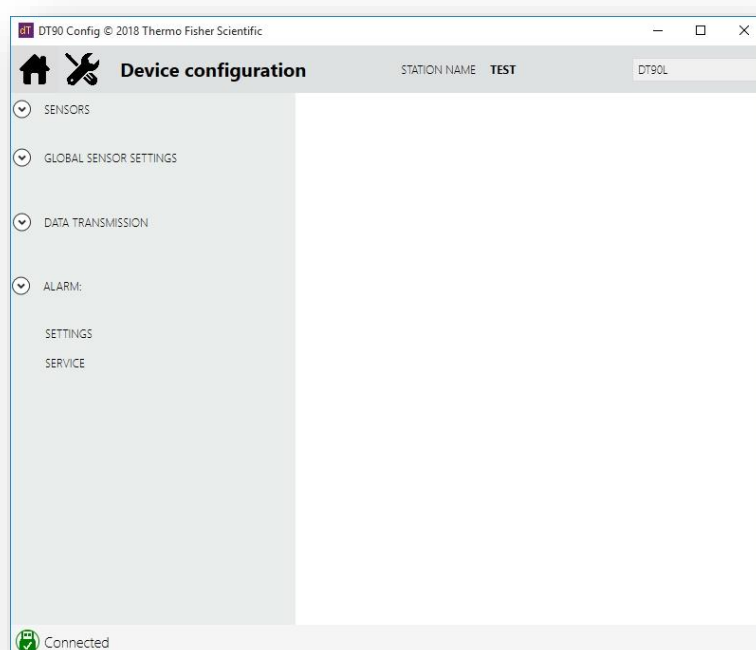 dT DT90 Config © 2018 Thermo Fisher Scientific
Device configuration STATION NAME TEST DT90L
SENSORS
GLOBAL SENSOR SETTINGS
DATA TRANSMISSION
ALARM:
SETTINGS
SERVICE
Connected